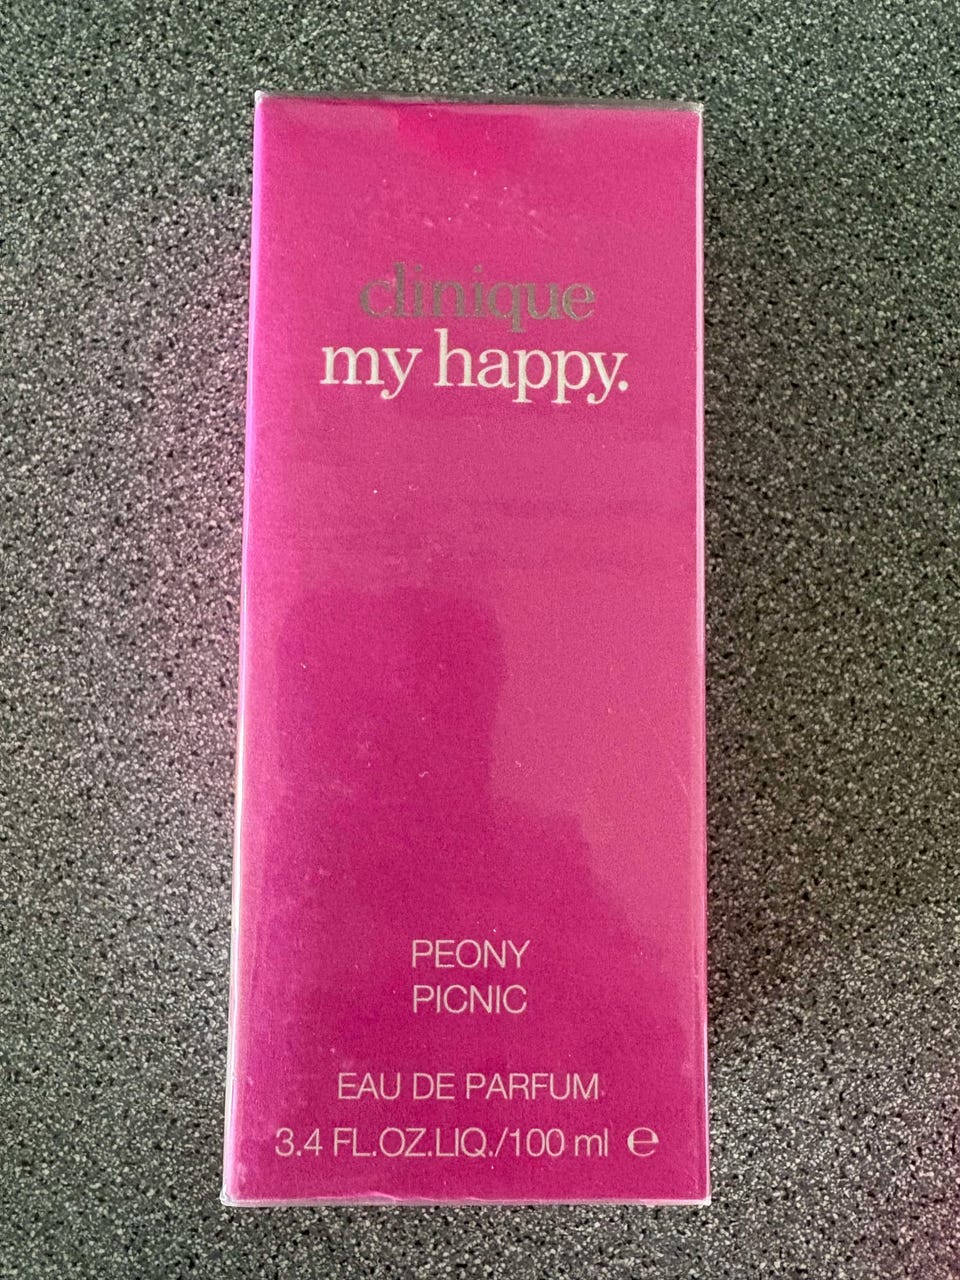 clinique
my happy.
PEONY
PICNIC
EAU DE PARFUM
3.4 FL.OZ.LIQ./100 ml ℮